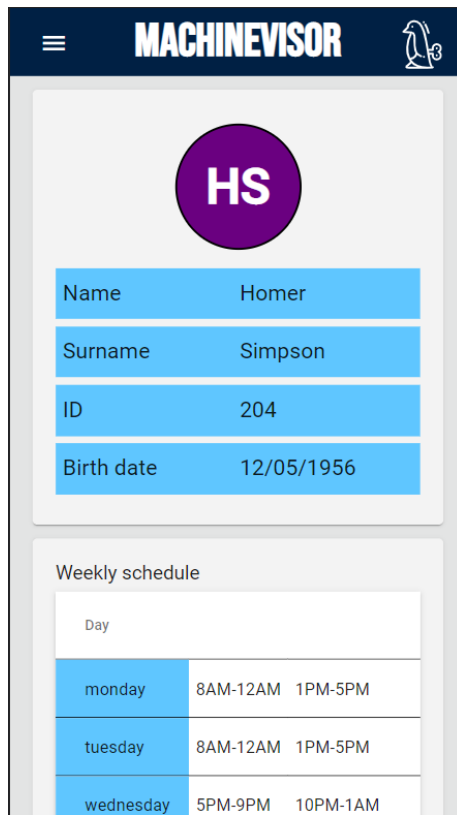 MACHINEVISOR
3
HS
Name Homer
Surname Simpson
ID 204
Birth date 12/05/1956
Weekly schedule
Day
monday 8AM-12AM 1PM-5PM
tuesday 8AM-12AM 1PM-5PM
wednesday 5PM-9PM 10PM-1AM